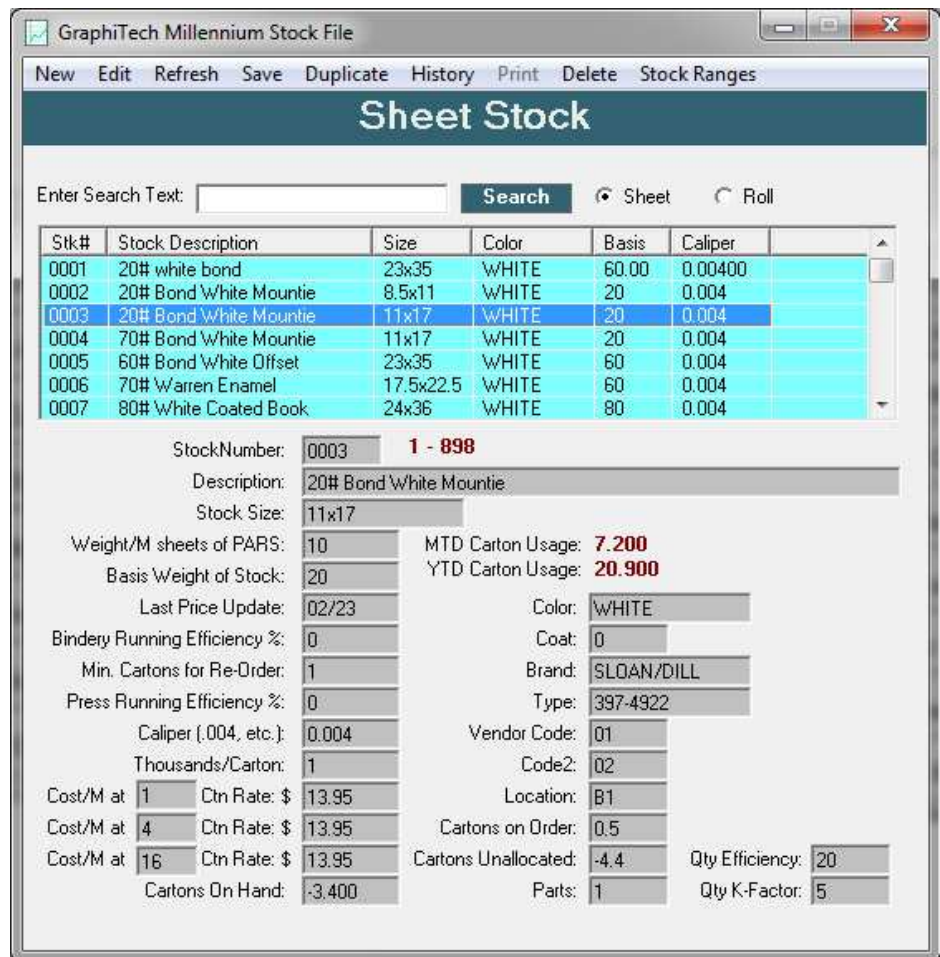 GraphiTech Millennium Stock File
New Edit Refresh Save Duplicate History Print Delete Stock Ranges
Sheet Stock
Enter Search Text: Search Sheet Roll
Stk# Stock Description Size Color Basis Caliper
0001 20# white bond 23x35 WHITE 60.00 0.00400
0002 20# Bond White Mountie 8.5x11 WHITE 20 0.004
0003 20# Bond White Mountie 11x17 WHITE 20 0.004
0004 70# Bond White Mountie 11x17 WHITE 20 0.004
0005 60# Bond White Offset 23x35 WHITE 60 0.004
0006 70# Warren Enamel 17.5x22.5 WHITE 60 0.004
0007 80# White Coated Book 24x36 WHITE 80 0.004
StockNumber: 0003 1 - 898
Description: 20# Bond White Mountie
Stock Size: 11x17
Weight/M sheets of PARS: 10 MTD Carton Usage: 7.200
Basis Weight of Stock: 20 YTD Carton Usage: 20.900
Last Price Update: 02/23 Color: WHITE
Bindery Running Efficiency %: 0 Coat: 0
Min. Cartons for Re-Order: 1 Brand: SLOAN/DILL
Press Running Efficiency %: 0 Type: 397-4922
Caliper (.004, etc.): 0.004 Vendor Code: 01
Thousands/Carton: 1 Code2: 02
Cost/M at 1 Ctn Rate: $ 13.95 Location: B1
Cost/M at 4 Ctn Rate: $ 13.95 Cartons on Order: 0.5
Cost/M at 16 Ctn Rate: $ 13.95 Cartons Unallocated: -4.4 Qty Efficiency: 20
Cartons On Hand: -3.400 Parts: 1 Qty K-Factor: 5